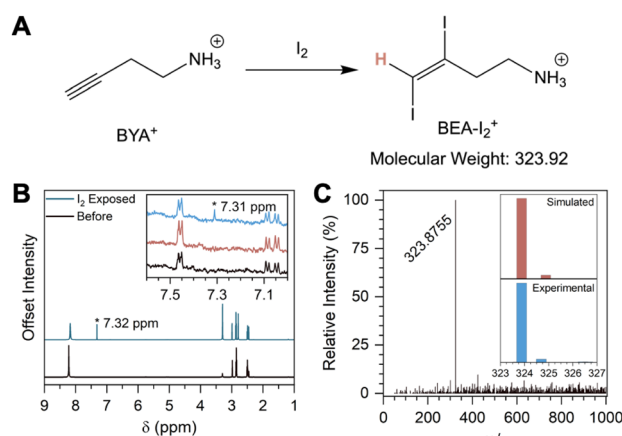 A
I2
NH3
⊕
BYA+
H
I
I
NH3
⊕
BEA-I2+
Molecular Weight: 323.92
B
I2 Exposed
Before
* 7.31 ppm
7.5 7.3 7.1
* 7.32 ppm
Offset Intensity
9 8 7 6 5 4 3 2 1
δ (ppm)
C
Relative Intensity (%)
100
75
50
25
0
323.8755
Simulated
Experimental
323 324 325 326 327
0 200 400 600 800 1000